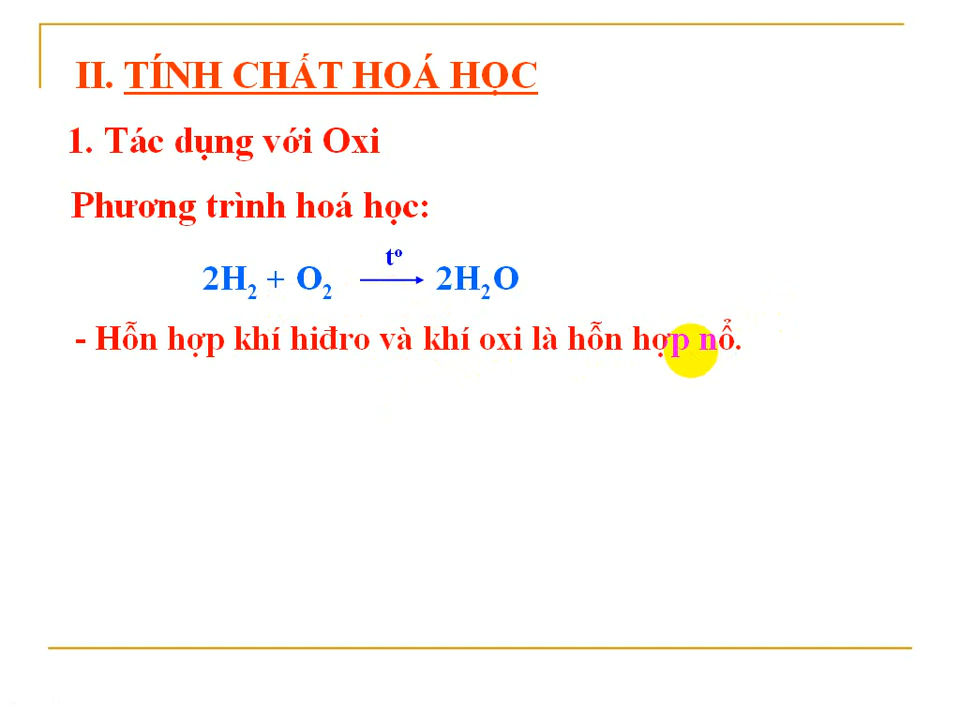 II. TÍNH CHẤT HOÁ HỌC
1. Tác dụng với Oxi
Phương trình hoá học:
2H₂ + O₂ →(tº) 2H₂O
- Hỗn hợp khí hiđro và khí oxi là hỗn hợp nổ.